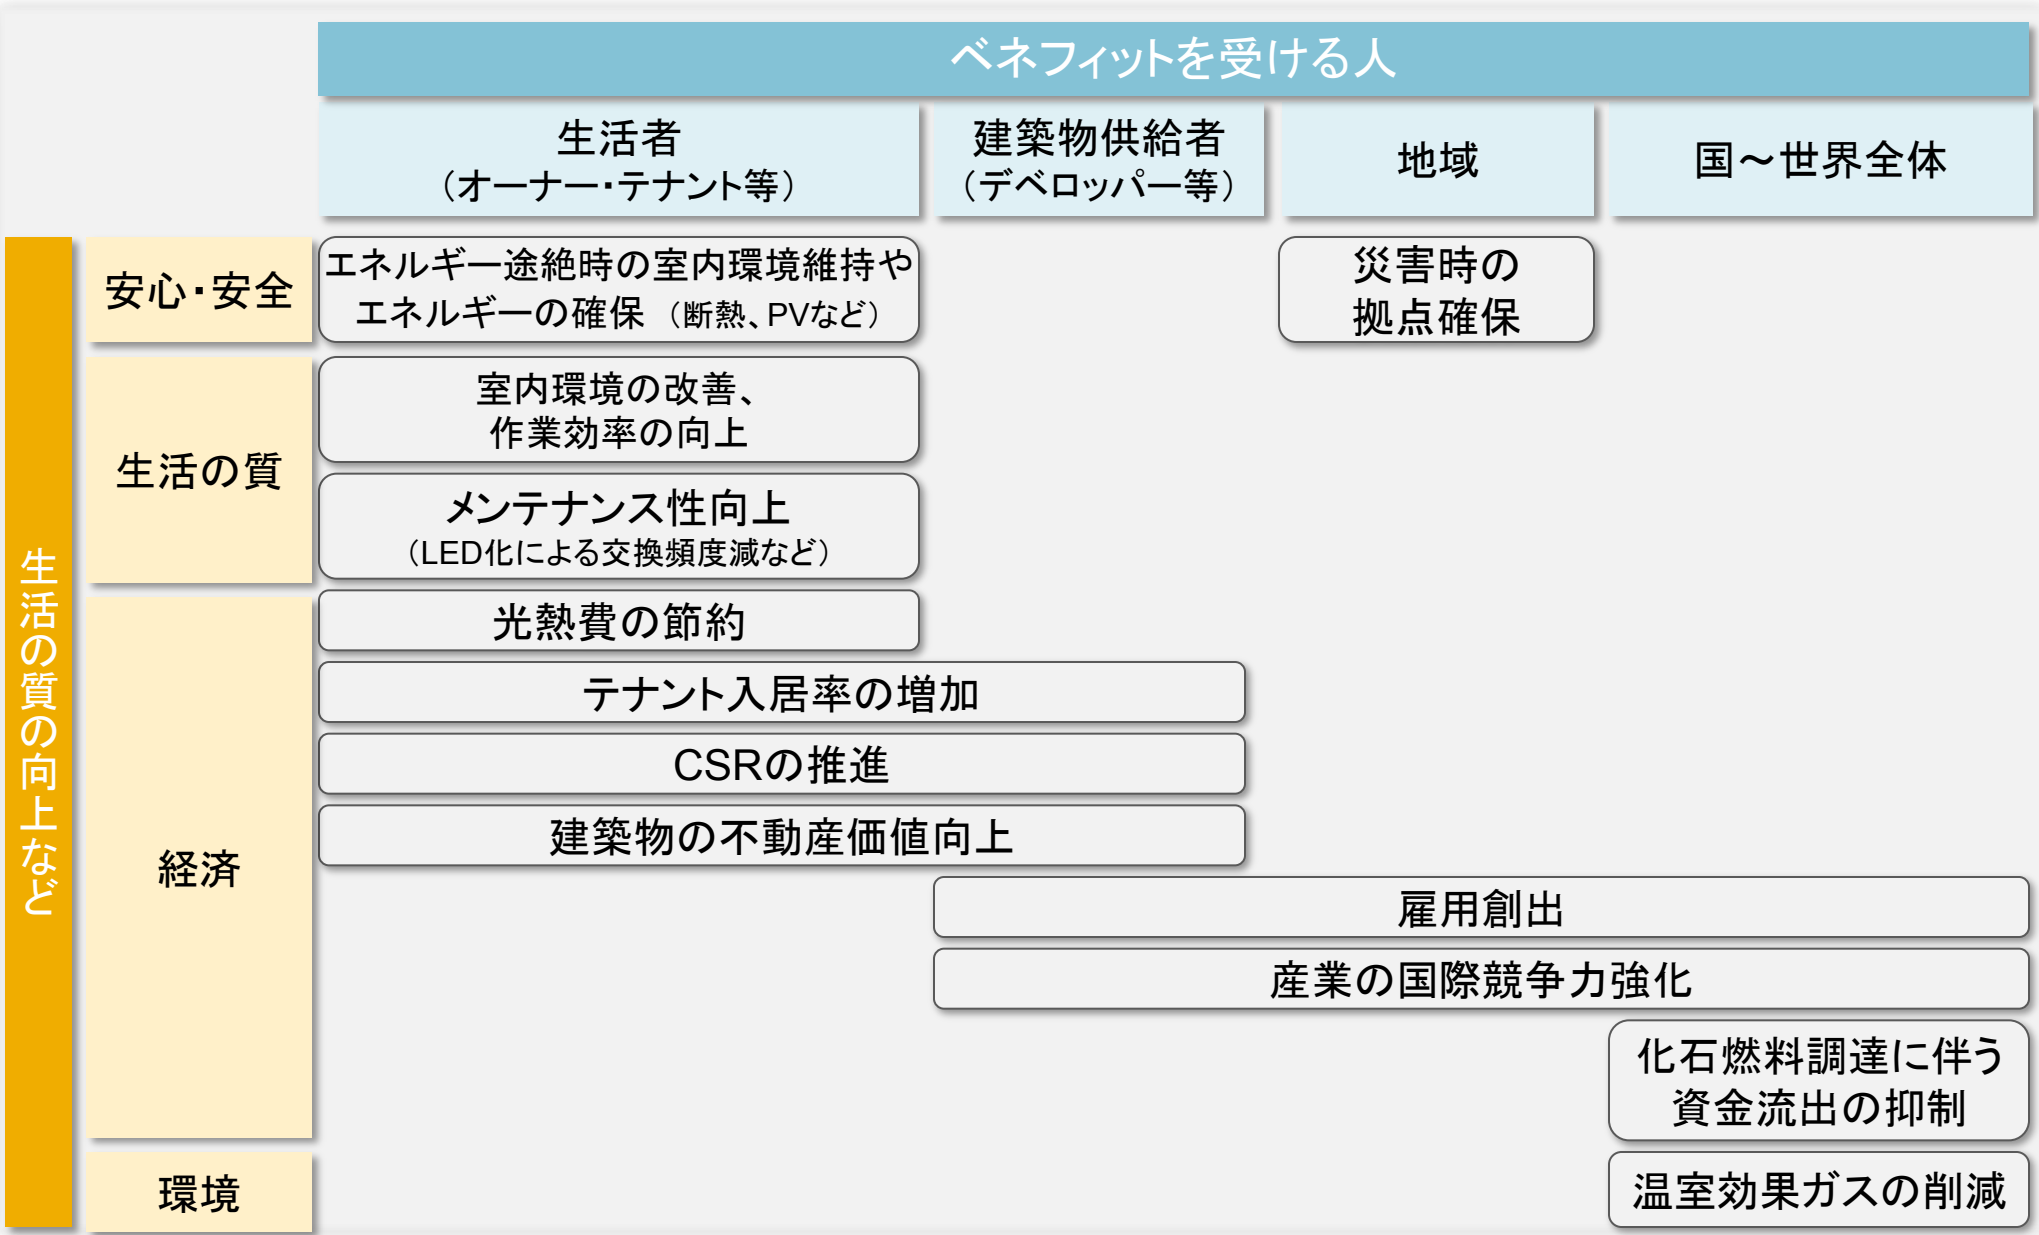 ベネフィットを受ける人
生活者
（オーナー・テナント等）
建築物供給者
（デベロッパー等）
地域
国～世界全体
生活の質の向上など
安心・安全
エネルギー途絶時の室内環境維持や
エネルギーの確保 （断熱、PVなど）
災害時の
拠点確保
生活の質
室内環境の改善、
作業効率の向上
メンテナンス性向上
（LED化による交換頻度減など）
経済
光熱費の節約
テナント入居率の増加
CSRの推進
建築物の不動産価値向上
雇用創出
産業の国際競争力強化
化石燃料調達に伴う
資金流出の抑制
環境
温室効果ガスの削減